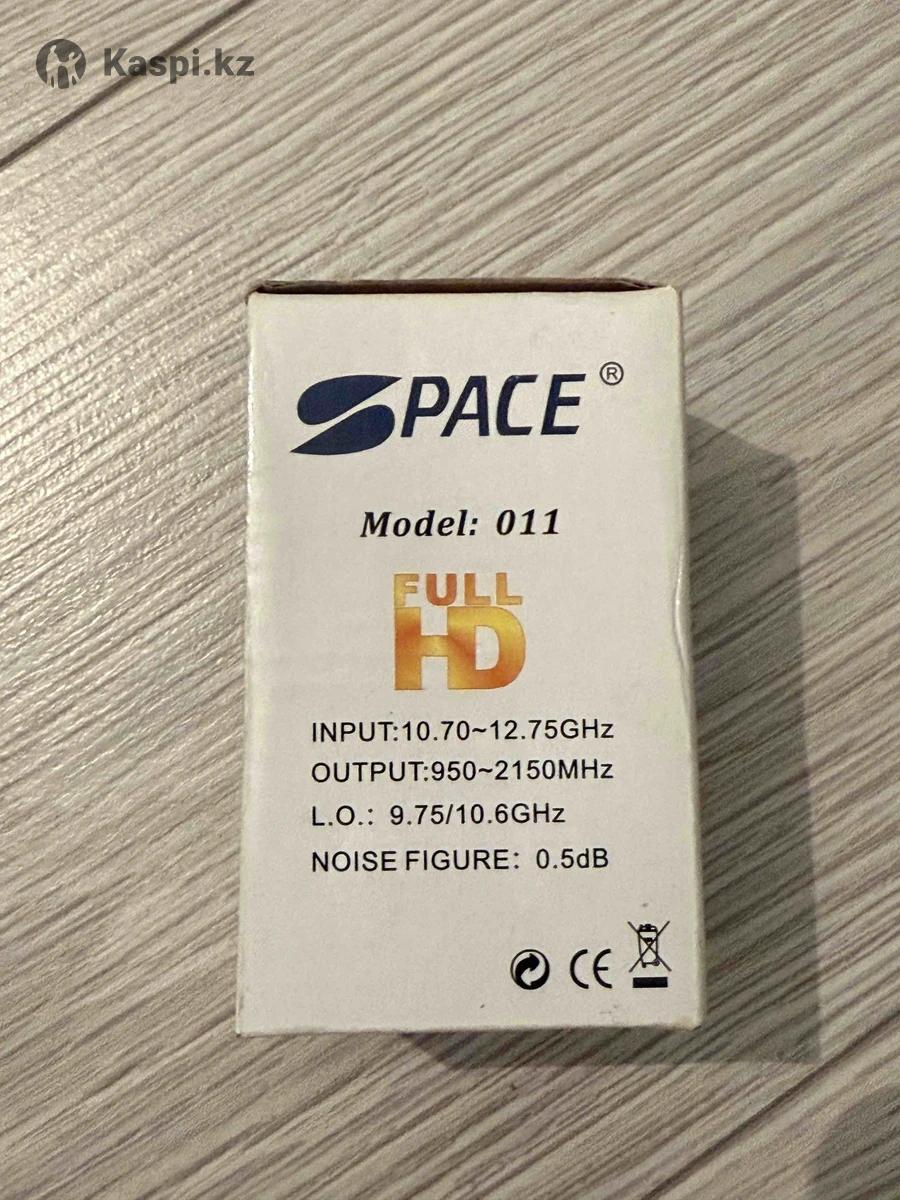 Kaspi.kz
SPACE ®
Model: 011
FULL
HD
INPUT:10.70~12.75GHz
OUTPUT:950~2150MHz
L.O.: 9.75/10.6GHz
NOISE FIGURE: 0.5dB
CE